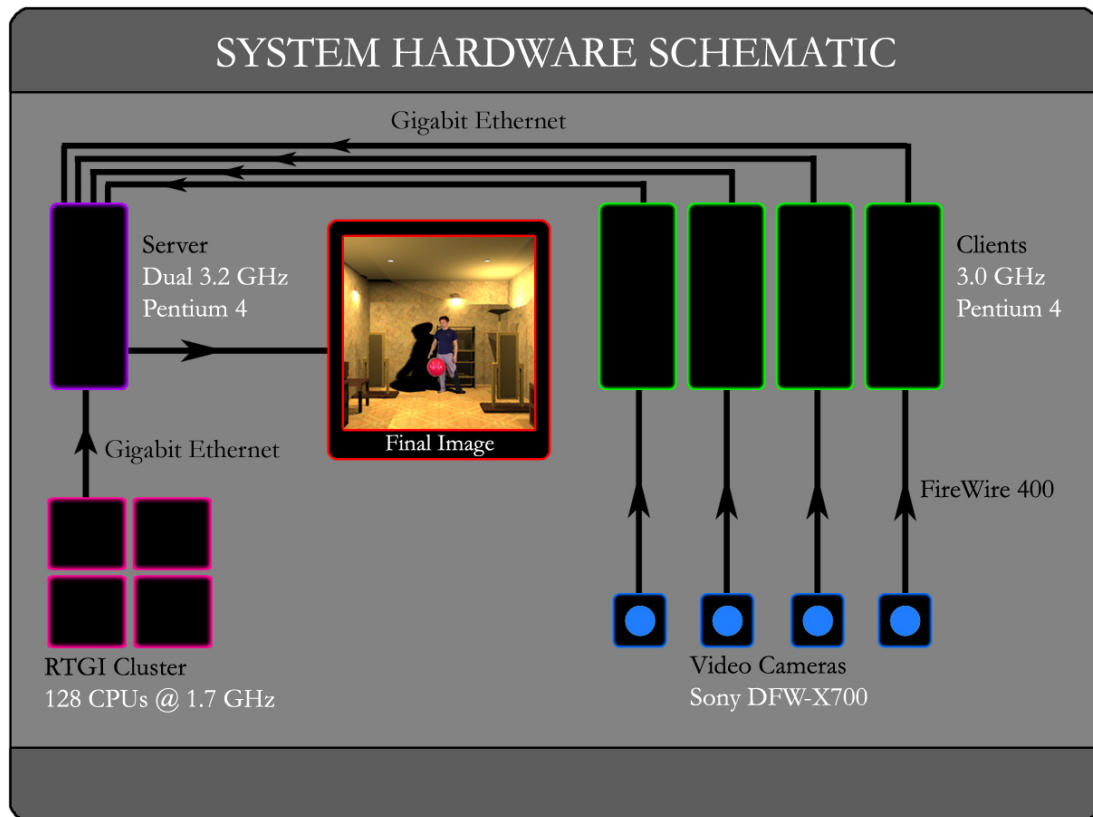 SYSTEM HARDWARE SCHEMATIC
Gigabit Ethernet
Server
Dual 3.2 GHz
Pentium 4
Clients
3.0 GHz
Pentium 4
Final Image
Gigabit Ethernet
FireWire 400
RTGI Cluster
128 CPUs @ 1.7 GHz
Video Cameras
Sony DFW-X700